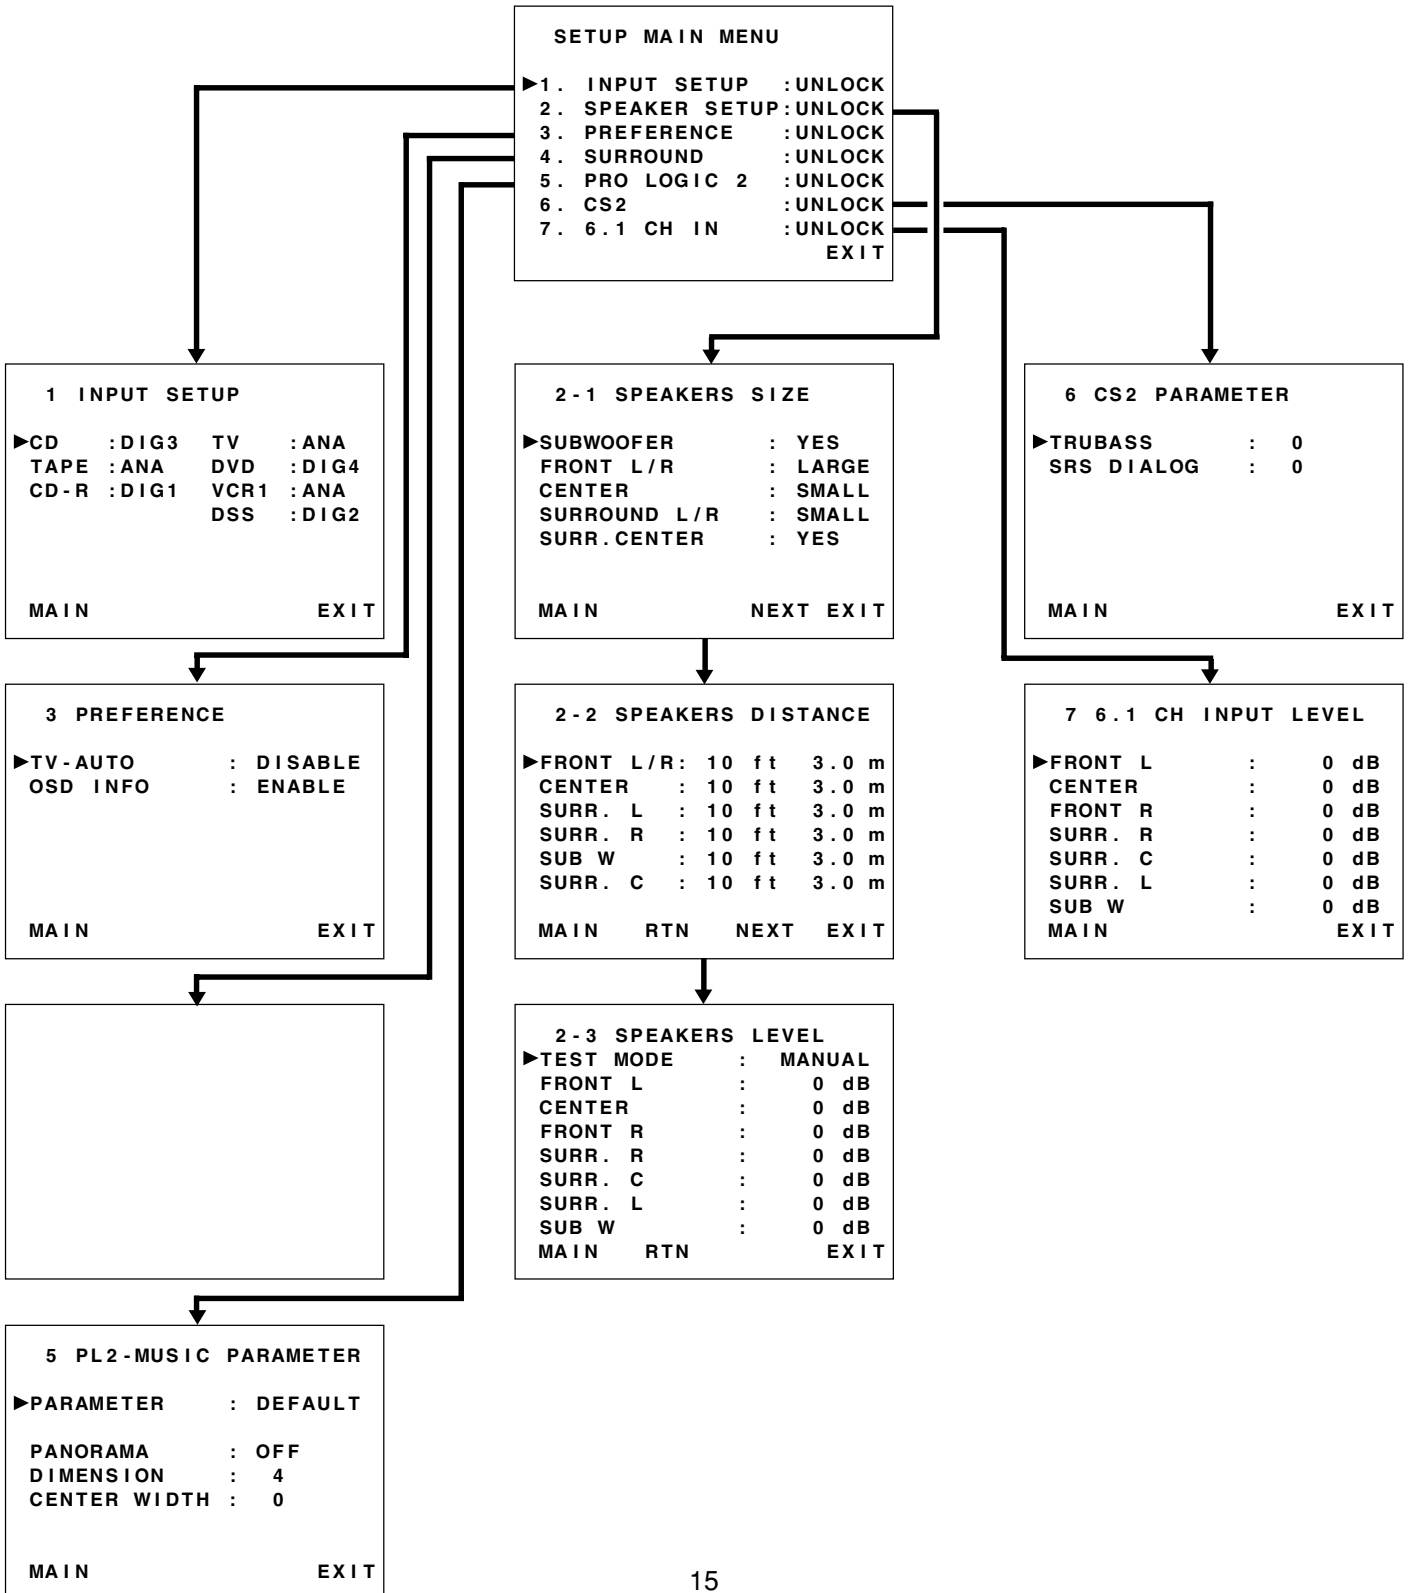 SETUP MAIN MENU
▶1. INPUT SETUP :UNLOCK
2. SPEAKER SETUP:UNLOCK
3. PREFERENCE :UNLOCK
4. SURROUND :UNLOCK
5. PRO LOGIC 2 :UNLOCK
6. CS2 :UNLOCK
7. 6.1 CH IN :UNLOCK
EXIT
1 INPUT SETUP
▶CD :DIG3 TV :ANA
TAPE :ANA DVD :DIG4
CD-R :DIG1 VCR1 :ANA
DSS :DIG2
MAIN EXIT
2-1 SPEAKERS SIZE
▶SUBWOOFER : YES
FRONT L/R : LARGE
CENTER : SMALL
SURROUND L/R : SMALL
SURR.CENTER : YES
MAIN NEXT EXIT
6 CS2 PARAMETER
▶TRUBASS : 0
SRS DIALOG : 0
MAIN EXIT
3 PREFERENCE
▶TV-AUTO : DISABLE
OSD INFO : ENABLE
MAIN EXIT
2-2 SPEAKERS DISTANCE
▶FRONT L/R: 10 ft 3.0 m
CENTER : 10 ft 3.0 m
SURR. L : 10 ft 3.0 m
SURR. R : 10 ft 3.0 m
SUB W : 10 ft 3.0 m
SURR. C : 10 ft 3.0 m
MAIN RTN NEXT EXIT
7 6.1 CH INPUT LEVEL
▶FRONT L : 0 dB
CENTER : 0 dB
FRONT R : 0 dB
SURR. R : 0 dB
SURR. C : 0 dB
SURR. L : 0 dB
SUB W : 0 dB
MAIN EXIT
2-3 SPEAKERS LEVEL
▶TEST MODE : MANUAL
FRONT L : 0 dB
CENTER : 0 dB
FRONT R : 0 dB
SURR. R : 0 dB
SURR. C : 0 dB
SURR. L : 0 dB
SUB W : 0 dB
MAIN RTN EXIT
5 PL2-MUSIC PARAMETER
▶PARAMETER : DEFAULT
PANORAMA : OFF
DIMENSION : 4
CENTER WIDTH : 0
MAIN EXIT
15